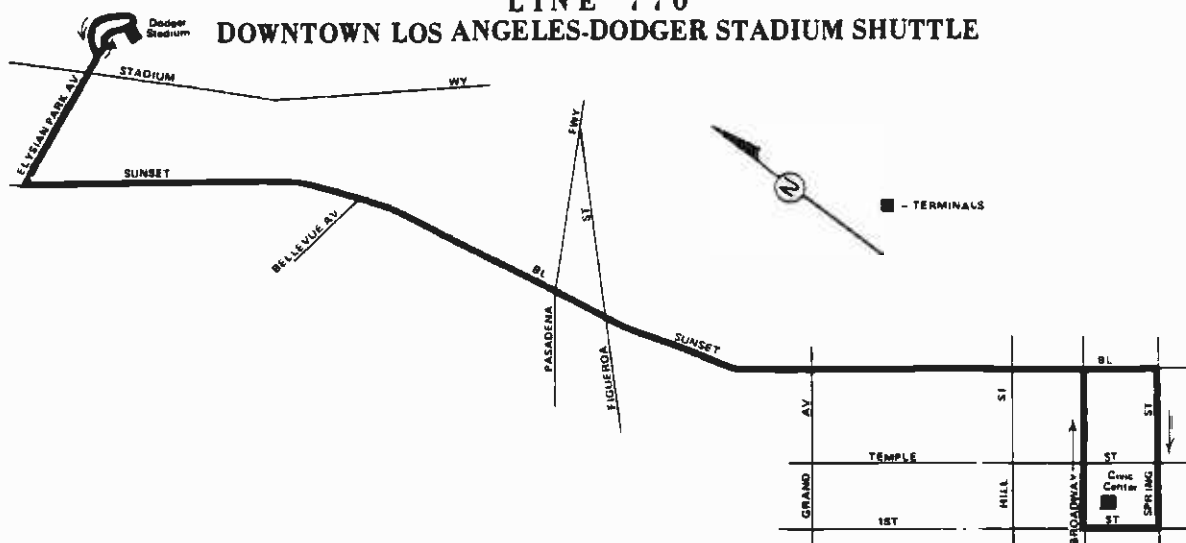 LINE 770
DOWNTOWN LOS ANGELES-DODGER STADIUM SHUTTLE
Dodger
Stadium
STADIUM
WY
ELYSIAN PARK AV
SUNSET
BELLEVUE AV
FWY
ST
BL
PASADENA
FIGUEROA
SUNSET
N
■ - TERMINALS
BL
AV
ST
ST
TEMPLE
ST
Civic
Center
GRAND
HILL
BROADWAY
SPRING
1ST
ST